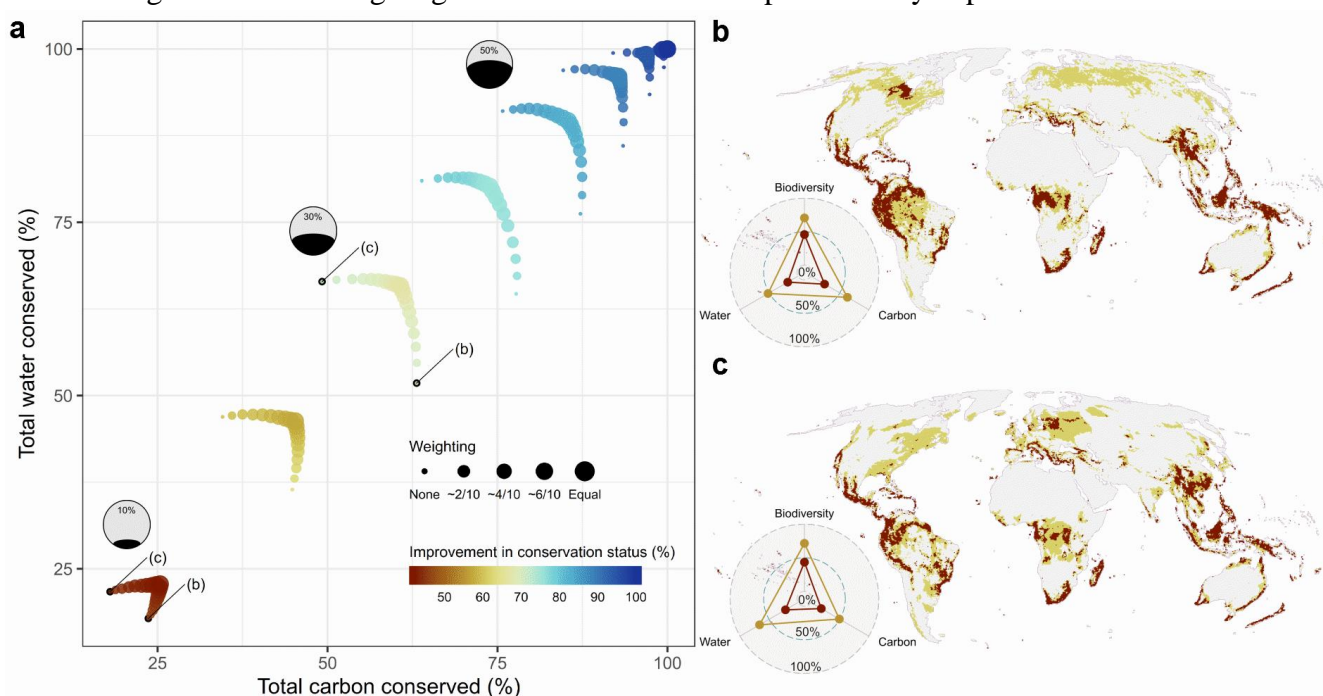 a
100
75
50
25
Total water conserved (%)
50%
30%
(c)
(b)
10%
(c)
(b)
Weighting
None ~2/10 ~4/10 ~6/10 Equal
Improvement in conservation status (%)
50 60 70 80 90 100
25 50 75 100
Total carbon conserved (%)
b
Biodiversity
0%
50%
Water Carbon
100%
c
Biodiversity
0%
50%
Water Carbon
100%